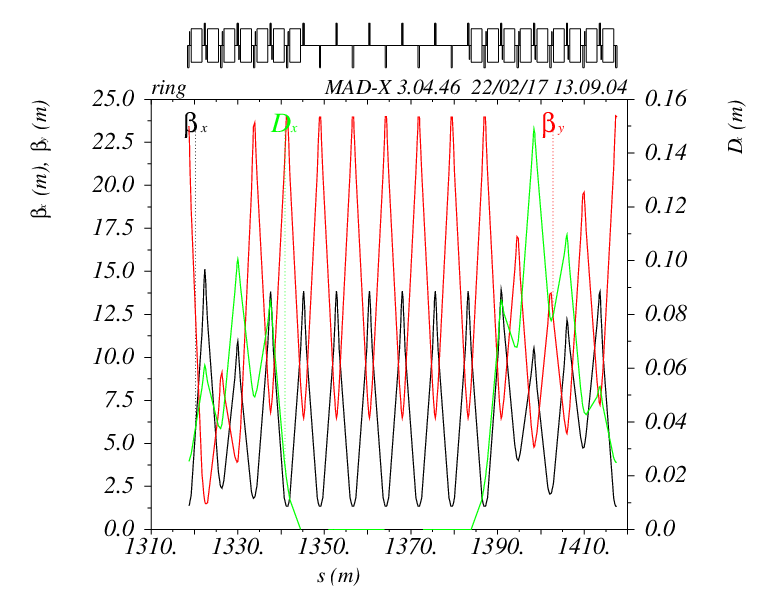 ring MAD-X 3.04.46 22/02/17 13.09.04
25.0 0.16
βx Dx βy
22.5 0.14
βx (m), βy (m) Dx (m)
20.0 0.12
17.5
15.0 0.10
12.5 0.08
10.0 0.06
7.5 0.04
5.0
2.5 0.02
0.0 0.0
1310. 1330. 1350. 1370. 1390. 1410.
s (m)